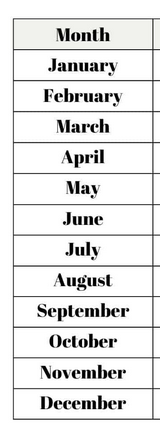 Month
January
February
March
April
May
June
July
August
September
October
November
December